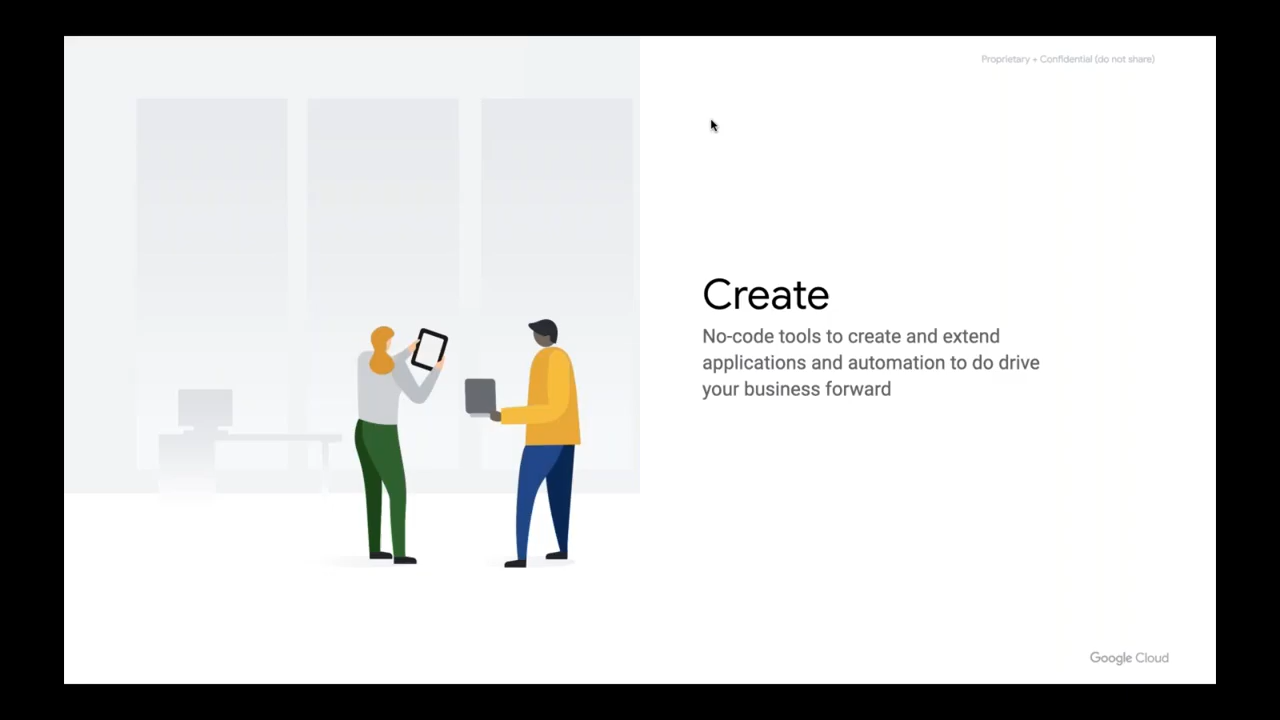 Proprietary + Confidential (do not share)
Create
No-code tools to create and extend
applications and automation to do drive
your business forward
Google Cloud